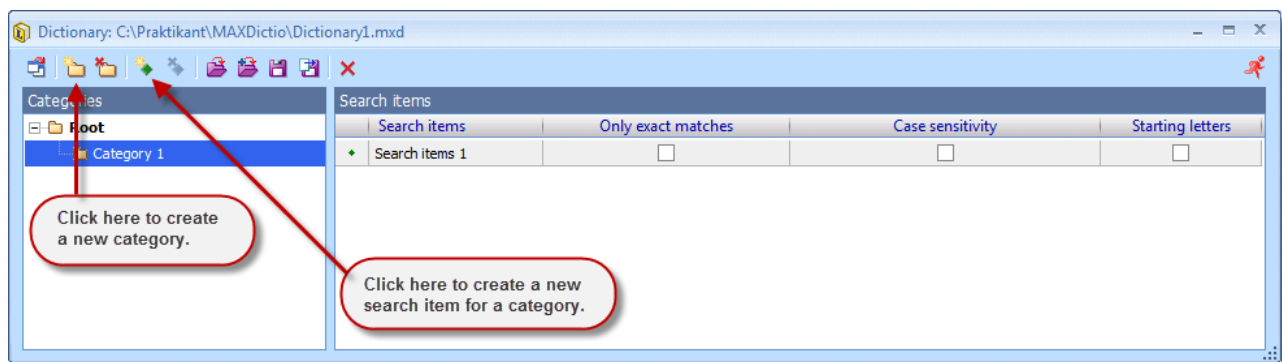 Dictionary: C:\Praktikant\MAXDictio\Dictionary1.mxd
Categories
Search items
Root
Search items Only exact matches Case sensitivity Starting letters
Category 1
Search items 1
Click here to create
a new category.
Click here to create a new
search item for a category.